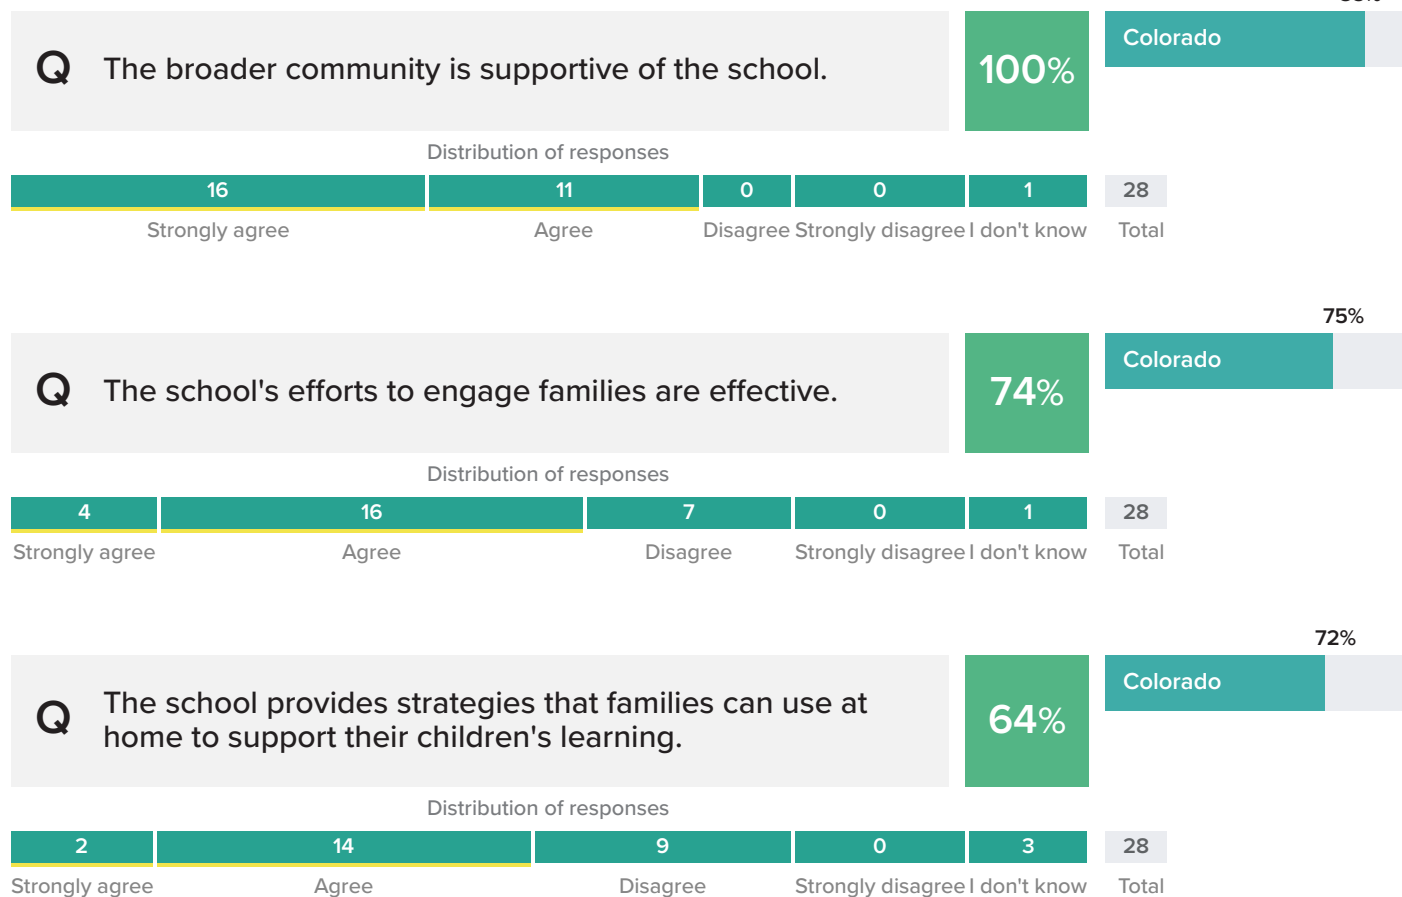 Q The broader community is supportive of the school. 100% Colorado
Distribution of responses
16 11 0 0 1 28
Strongly agree Agree Disagree Strongly disagree I don't know Total
75%
Q The school's efforts to engage families are effective. 74% Colorado
Distribution of responses
4 16 7 0 1 28
Strongly agree Agree Disagree Strongly disagree I don't know Total
72%
Colorado
Q The school provides strategies that families can use at
home to support their children's learning.
64%
Distribution of responses
2 14 9 0 3 28
Strongly agree Agree Disagree Strongly disagree I don't know Total